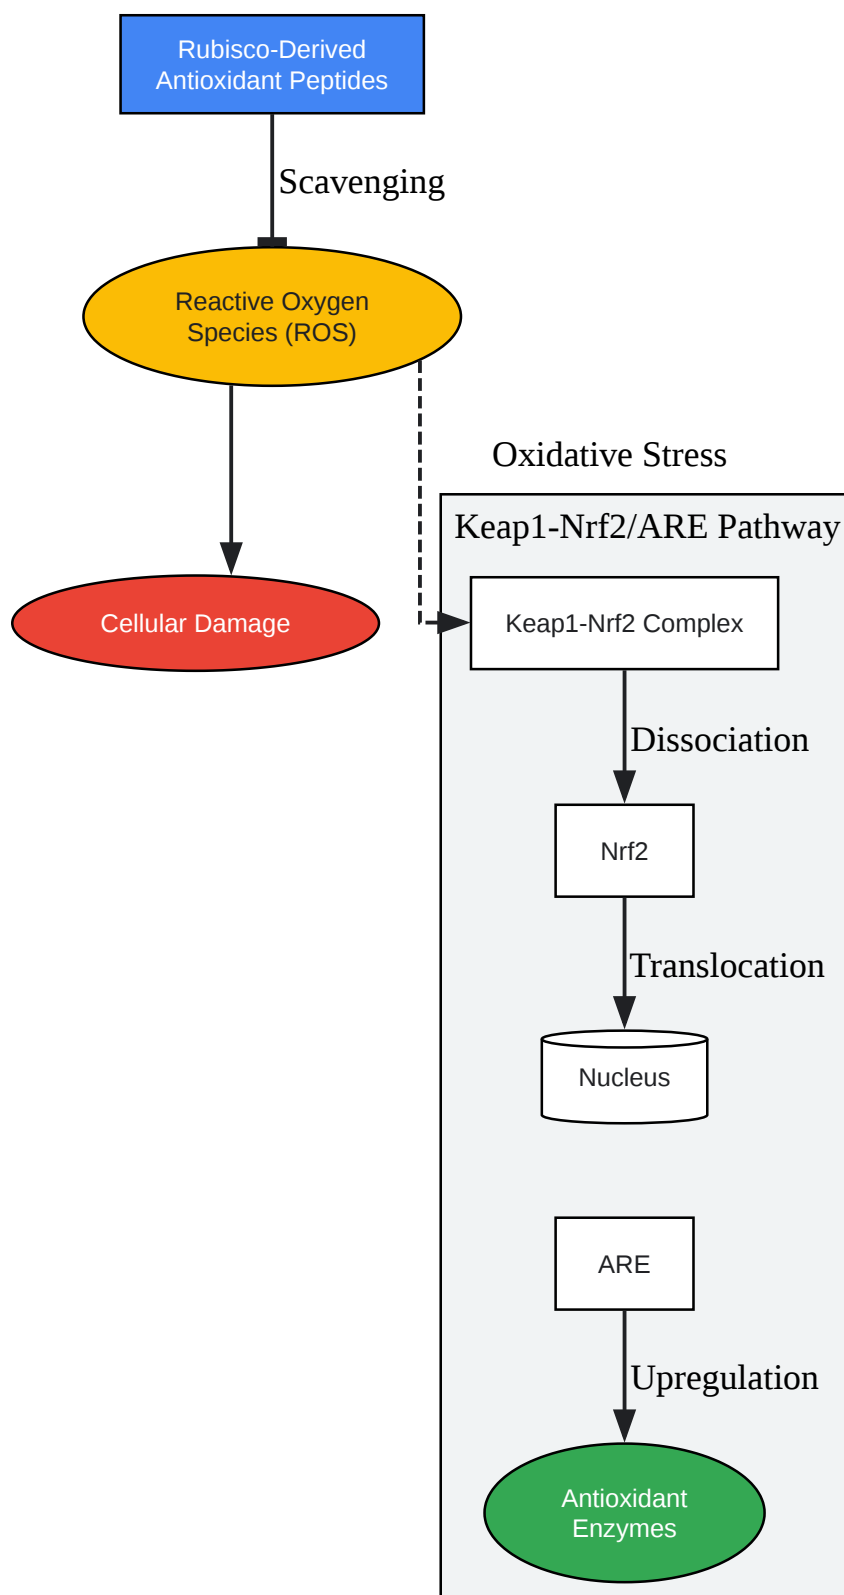 Rubisco-Derived
Antioxidant Peptides
Scavenging
Reactive Oxygen
Species (ROS)
Oxidative Stress
Keap1-Nrf2/ARE Pathway
Cellular Damage
Keap1-Nrf2 Complex
Dissociation
Nrf2
Translocation
Nucleus
ARE
Upregulation
Antioxidant
Enzymes